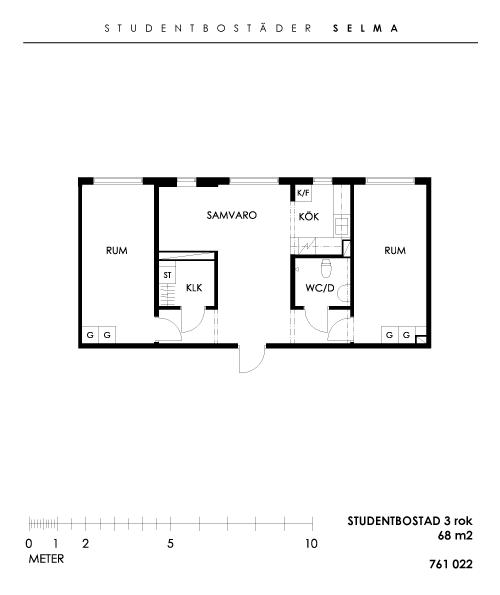 STUDENTBOSTÄDER SELMA
K/F
SAMVARO
KÖK
RUM
RUM
ST
KLK
WC/D
G G
G G
STUDENTBOSTAD 3 rok
68 m2
0 1 2 5 10
METER
761 022